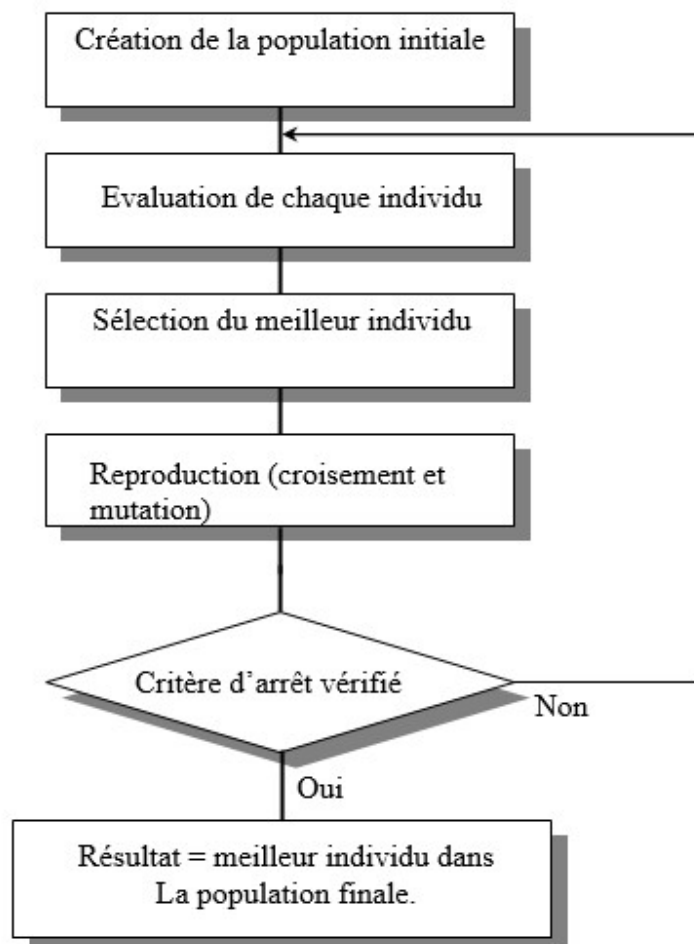 Création de la population initiale
Evaluation de chaque individu
Sélection du meilleur individu
Reproduction (croisement et
mutation)
Critère d’arrêt vérifié
Non
Oui
Résultat = meilleur individu dans
La population finale.